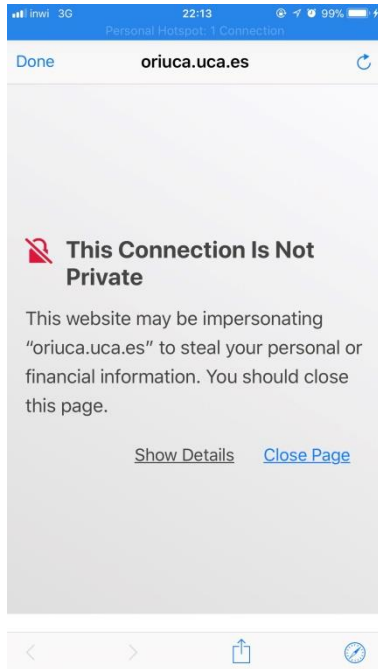 inwi 3G 22:13 99%
Personal Hotspot: 1 Connection
Done oriuca.uca.es
This Connection Is Not
Private
This website may be impersonating
“oriuca.uca.es” to steal your personal or
financial information. You should close
this page.
Show Details Close Page